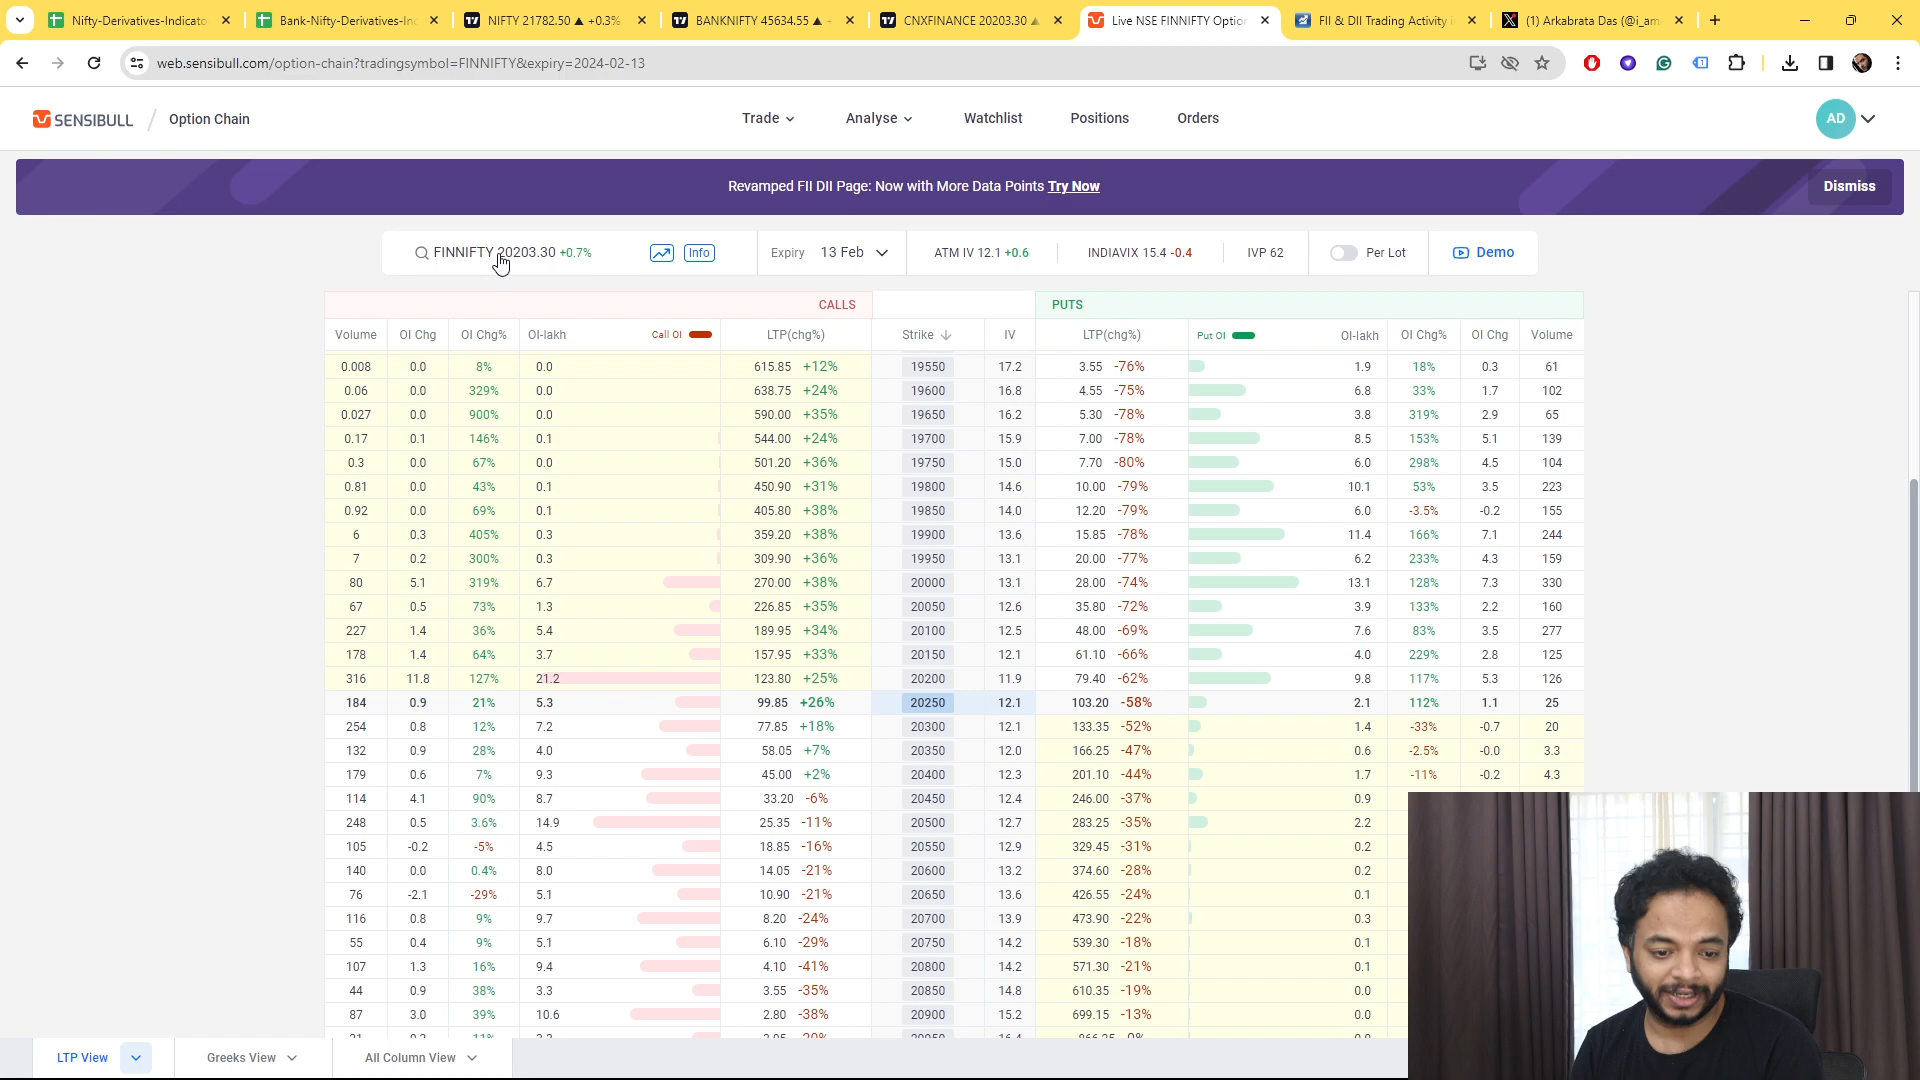 Nifty-Derivatives-Indicato
Bank-Nifty-Derivatives-In
NIFTY 21782.50 ▲ +0.3%
BANKNIFTY 45634.55 ▲
CNXFINANCE 20203.30 ▲
Live NSE FINNIFTY Optio
FII & DII Trading Activity i
(1) Arkabrata Das (@i_am_
web.sensibull.com/option-chain?tradingsymbol=FINNIFTY&expiry=2024-02-13
SENSIBULL / Option Chain
Trade
Analyse
Watchlist
Positions
Orders
AD
Revamped FII DII Page: Now with More Data Points Try Now
Dismiss
FINNIFTY 20203.30 +0.7%
Info
Expiry 13 Feb
ATM IV 12.1 +0.6
INDIAVIX 15.4 -0.4
IVP 62
Per Lot
Demo
CALLS PUTS
Volume OI Chg OI Chg% OI-lakh Call OI LTP(chg%) Strike IV LTP(chg%) Put OI OI-lakh OI Chg% OI Chg Volume
0.008 0.0 8% 0.0 615.85 +12% 19550 17.2 3.55 -76% 1.9 18% 0.3 61
0.06 0.0 329% 0.0 638.75 +24% 19600 16.8 4.55 -75% 6.8 33% 1.7 102
0.027 0.0 900% 0.0 590.00 +35% 19650 16.2 5.30 -78% 3.8 319% 2.9 65
0.17 0.1 146% 0.1 544.00 +24% 19700 15.9 7.00 -78% 8.5 153% 5.1 139
0.3 0.0 67% 0.0 501.20 +36% 19750 15.0 7.70 -80% 6.0 298% 4.5 104
0.81 0.0 43% 0.1 450.90 +31% 19800 14.6 10.00 -79% 10.1 53% 3.5 223
0.92 0.0 69% 0.1 405.80 +38% 19850 14.0 12.20 -79% 6.0 -3.5% -0.2 155
6 0.3 405% 0.3 359.20 +38% 19900 13.6 15.85 -78% 11.4 166% 7.1 244
7 0.2 300% 0.3 309.90 +36% 19950 13.1 20.00 -77% 6.2 233% 4.3 159
80 5.1 319% 6.7 270.00 +38% 20000 13.1 28.00 -74% 13.1 128% 7.3 330
67 0.5 73% 1.3 226.85 +35% 20050 12.6 35.80 -72% 3.9 133% 2.2 160
227 1.4 36% 5.4 189.95 +34% 20100 12.5 48.00 -69% 7.6 83% 3.5 277
178 1.4 64% 3.7 157.95 +33% 20150 12.1 61.10 -66% 4.0 229% 2.8 125
316 11.8 127% 21.2 123.80 +25% 20200 11.9 79.40 -62% 9.8 117% 5.3 126
184 0.9 21% 5.3 99.85 +26% 20250 12.1 103.20 -58% 2.1 112% 1.1 25
254 0.8 12% 7.2 77.85 +18% 20300 12.1 133.35 -52% 1.4 -33% -0.7 20
132 0.9 28% 4.0 58.05 +7% 20350 12.0 166.25 -47% 0.6 -2.5% -0.0 3.3
179 0.6 7% 9.3 45.00 +2% 20400 12.3 201.10 -44% 1.7 -11% -0.2 4.3
114 4.1 90% 8.7 33.20 -6% 20450 12.4 246.00 -37% 0.9
248 0.5 3.6% 14.9 25.35 -11% 20500 12.7 283.25 -35% 2.2
105 -0.2 -5% 4.5 18.85 -16% 20550 12.9 329.45 -31% 0.2
140 0.0 0.4% 8.0 14.05 -21% 20600 13.2 374.60 -28% 0.2
76 -2.1 -29% 5.1 10.90 -21% 20650 13.6 426.55 -24% 0.1
116 0.8 9% 9.7 8.20 -24% 20700 13.9 473.90 -22% 0.3
55 0.4 9% 5.1 6.10 -29% 20750 14.2 539.30 -18% 0.1
107 1.3 16% 9.4 4.10 -41% 20800 14.2 571.30 -21% 0.1
44 0.9 38% 3.3 3.55 -35% 20850 14.8 610.35 -19% 0.0
87 3.0 39% 10.6 2.80 -38% 20900 15.2 699.15 -13% 0.0
LTP View
Greeks View
All Column View